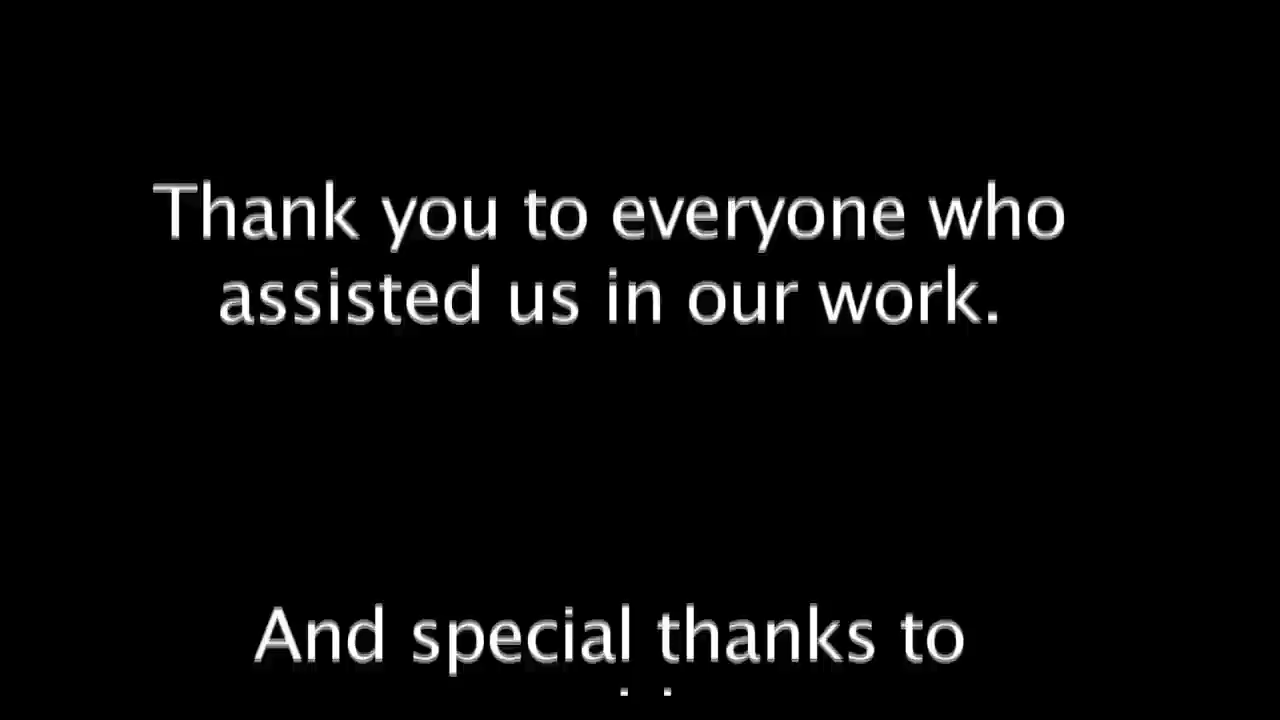 Thank you to everyone who
assisted us in our work.
And special thanks to